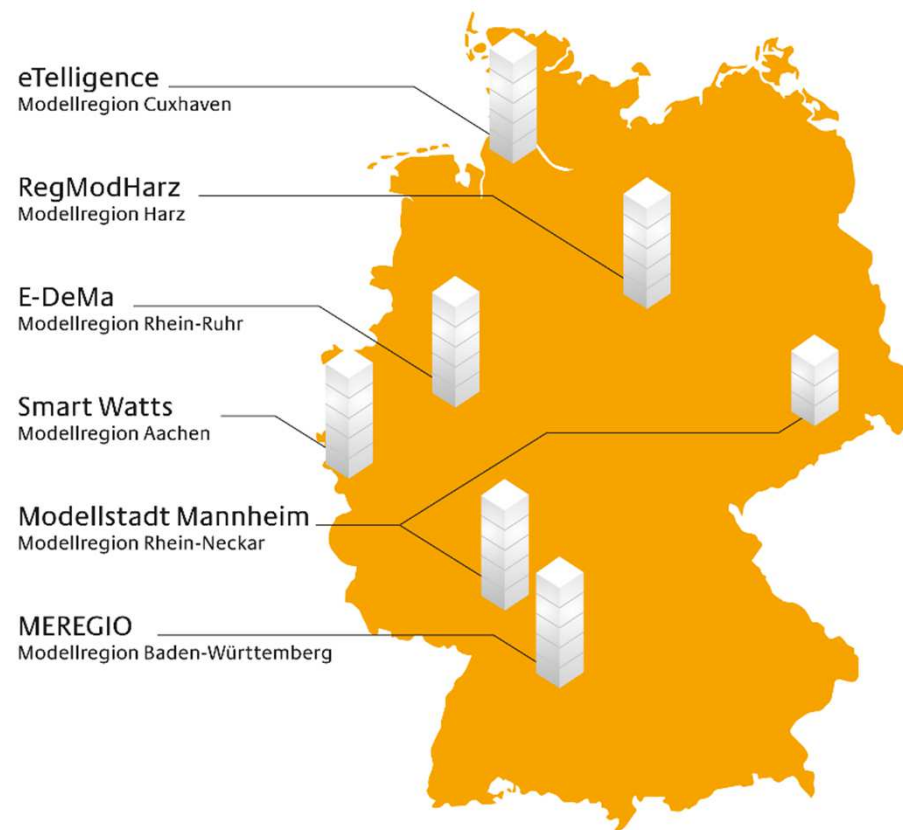 eTelligence
Modellregion Cuxhaven
RegModHarz
Modellregion Harz
E-DeMa
Modellregion Rhein-Ruhr
Smart Watts
Modellregion Aachen
Modellstadt Mannheim
Modellregion Rhein-Neckar
MEREGIO
Modellregion Baden-Württemberg